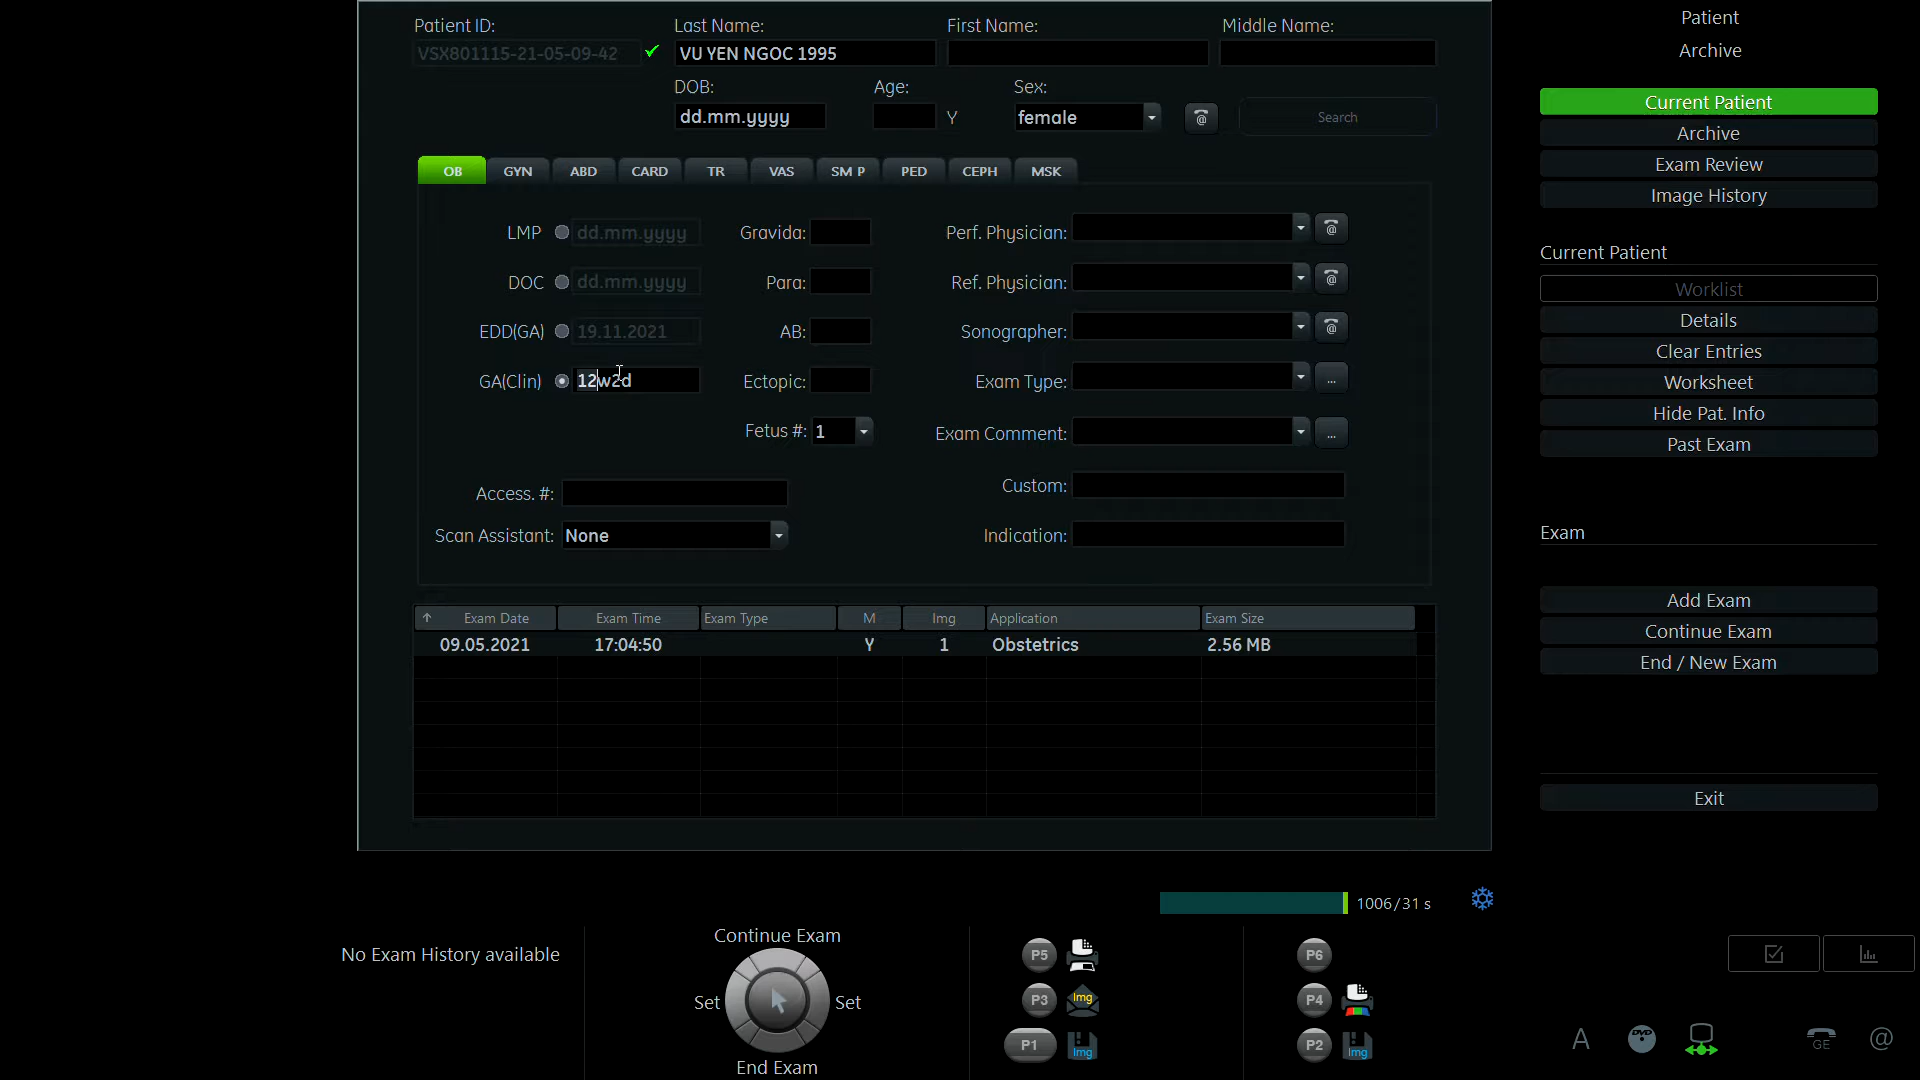 Patient ID: Last Name: First Name: Middle Name:
VSX801115-21-05-09-42 VU YEN NGOC 1995
DOB: Age: Sex:
dd.mm.yyyy Y female @ Search
OB GYN ABD CARD TR VAS SM P PED CEPH MSK
LMP dd.mm.yyyy Gravida: Perf. Physician: @
DOC dd.mm.yyyy Para: Ref. Physician: @
EDD(GA) 19.11.2021 AB: Sonographer: @
GA(Clin) 12w2d Ectopic: Exam Type: ...
Fetus #: 1 Exam Comment: ...
Access. #: Custom:
Scan Assistant: None Indication:
Exam Date Exam Time Exam Type M Img Application Exam Size
09.05.2021 17:04:50 Y 1 Obstetrics 2.56 MB
Patient
Archive
Current Patient
Archive
Exam Review
Image History
Current Patient
Worklist
Details
Clear Entries
Worksheet
Hide Pat. Info
Past Exam
Exam
Add Exam
Continue Exam
End / New Exam
Exit
1006/31 s
No Exam History available
Continue Exam
Set Set
End Exam
P5 P6
P3 Img P4
P1 Img P2 Img
A DVD GE @